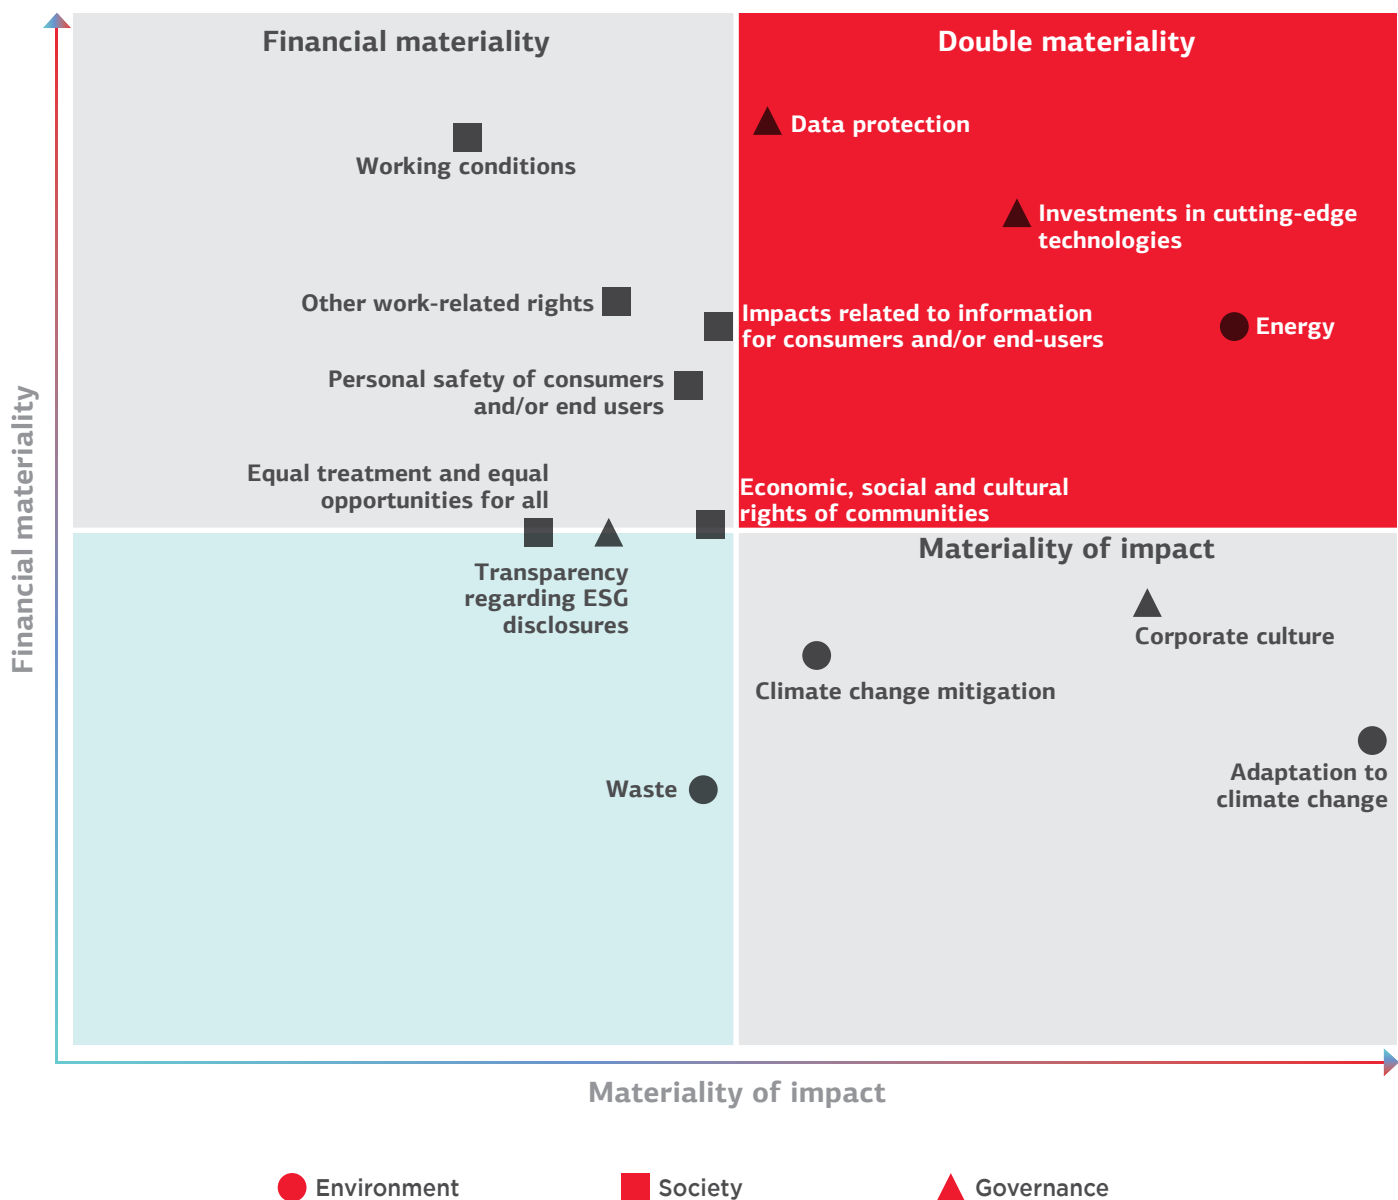 Financial materiality
Double materiality
Data protection
Working conditions
Investments in cutting-edge
technologies
Other work-related rights
Impacts related to information
for consumers and/or end-users
Energy
Personal safety of consumers
and/or end users
Equal treatment and equal
opportunities for all
Economic, social and cultural
rights of communities
Materiality of impact
Transparency
regarding ESG
disclosures
Corporate culture
Climate change mitigation
Waste
Adaptation to
climate change
Financial materiality
Materiality of impact
Environment
Society
Governance